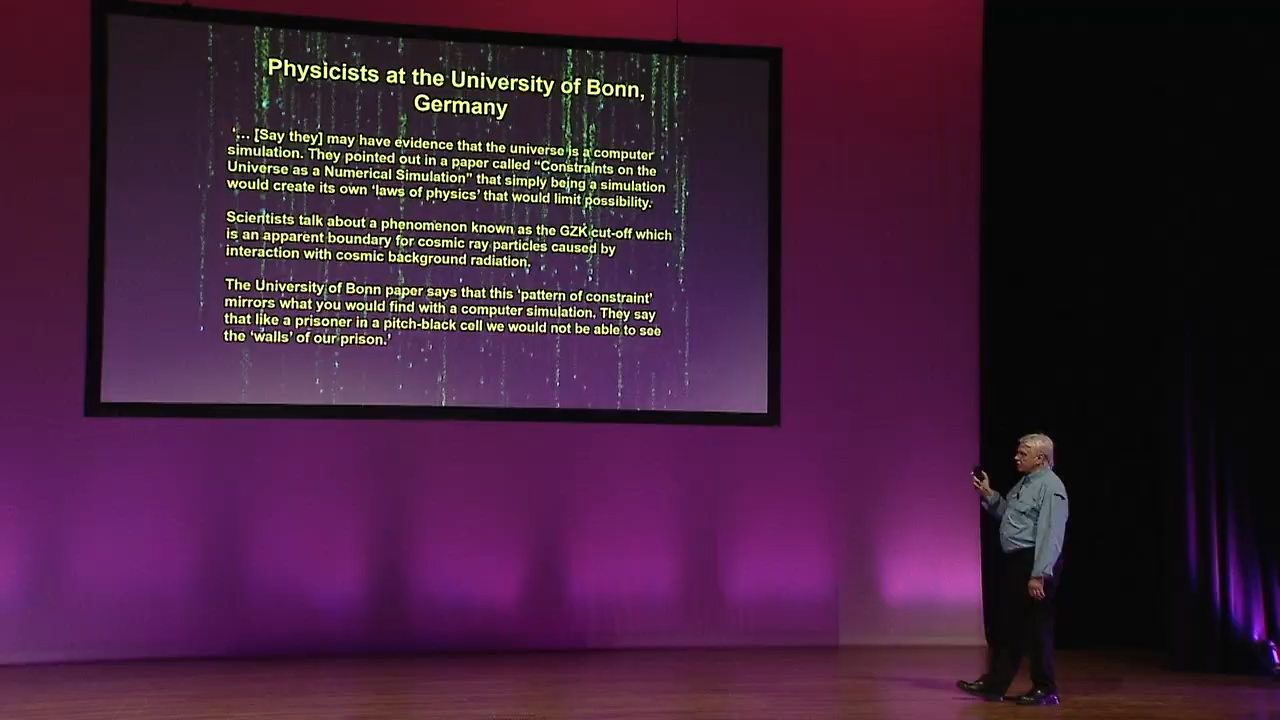 Physicists at the University of Bonn,
Germany
‘... [Say they] may have evidence that the universe is a computer
simulation. They pointed out in a paper called “Constraints on the
Universe as a Numerical Simulation” that simply being a simulation
would create its own ‘laws of physics’ that would limit possibility.
Scientists talk about a phenomenon known as the GZK cut-off which
is an apparent boundary for cosmic ray particles caused by
interaction with cosmic background radiation.
The University of Bonn paper says that this ‘pattern of constraint’
mirrors what you would find with a computer simulation. They say
that like a prisoner in a pitch-black cell we would not be able to see
the ‘walls’ of our prison.’